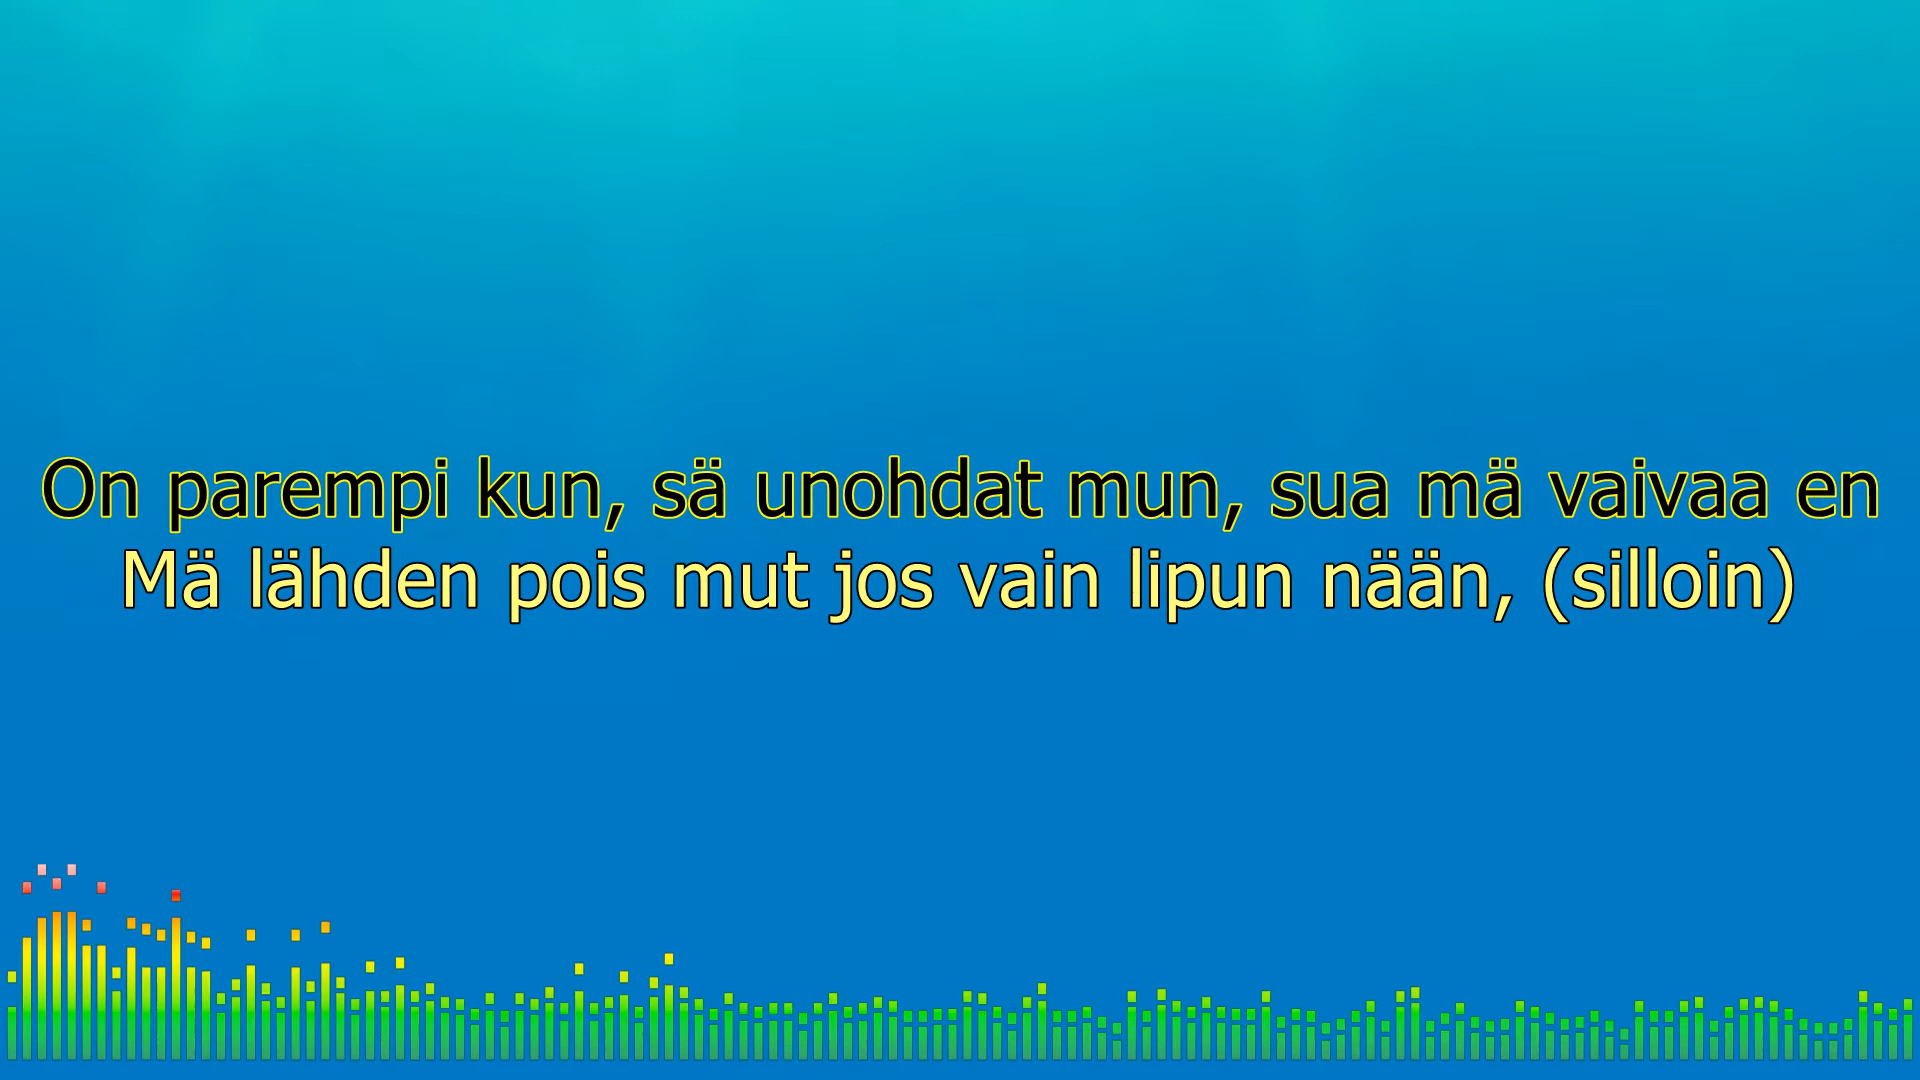 On parempi kun, sä unohdat mun, sua mä vaivaa en
Mä lähden pois mut jos vain lipun nään, (silloin)